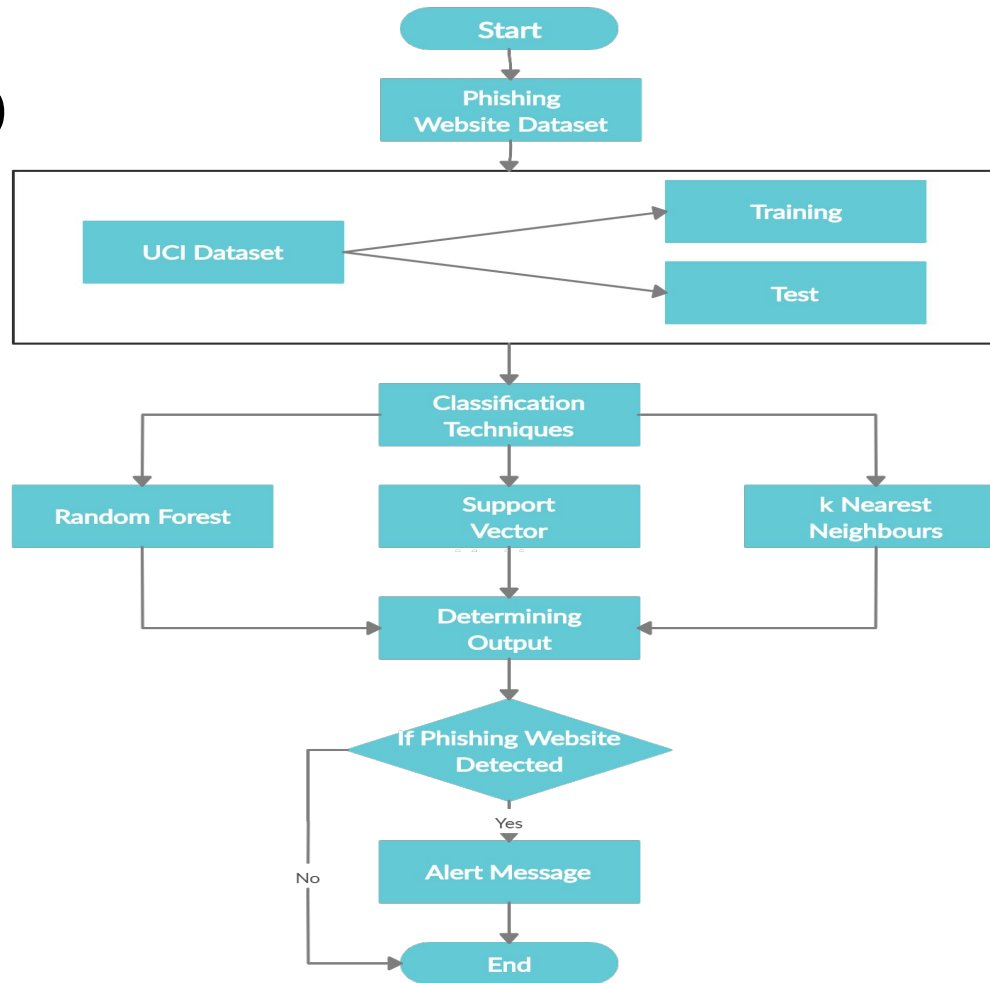 Start
Phishing
Website Dataset
UCI Dataset
Training
Test
Classification
Techniques
Random Forest
Support
Vector
k Nearest
Neighbours
Determining
Output
If Phishing Website
Detected
Yes
No
Alert Message
End